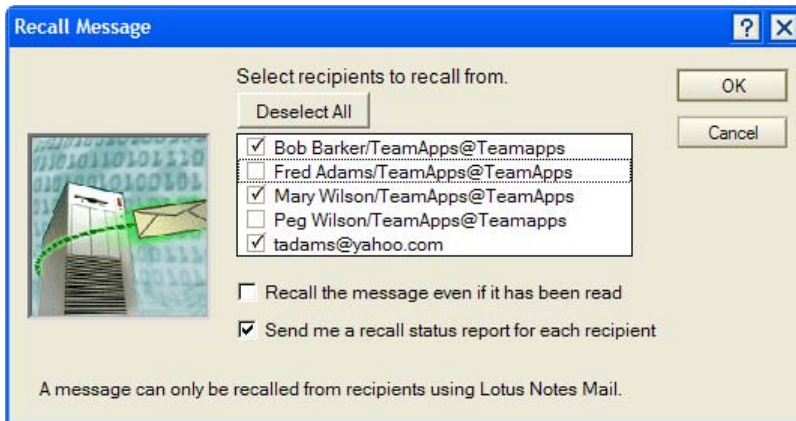 Recall Message
Select recipients to recall from.
OK
Deselect All
Cancel
Bob Barker/TeamApps@Teamapps
Fred Adams/TeamApps@TeamApps
Mary Wilson/TeamApps@TeamApps
Peg Wilson/TeamApps@Teamapps
tadams@yahoo.com
Recall the message even if it has been read
Send me a recall status report for each recipient
A message can only be recalled from recipients using Lotus Notes Mail.